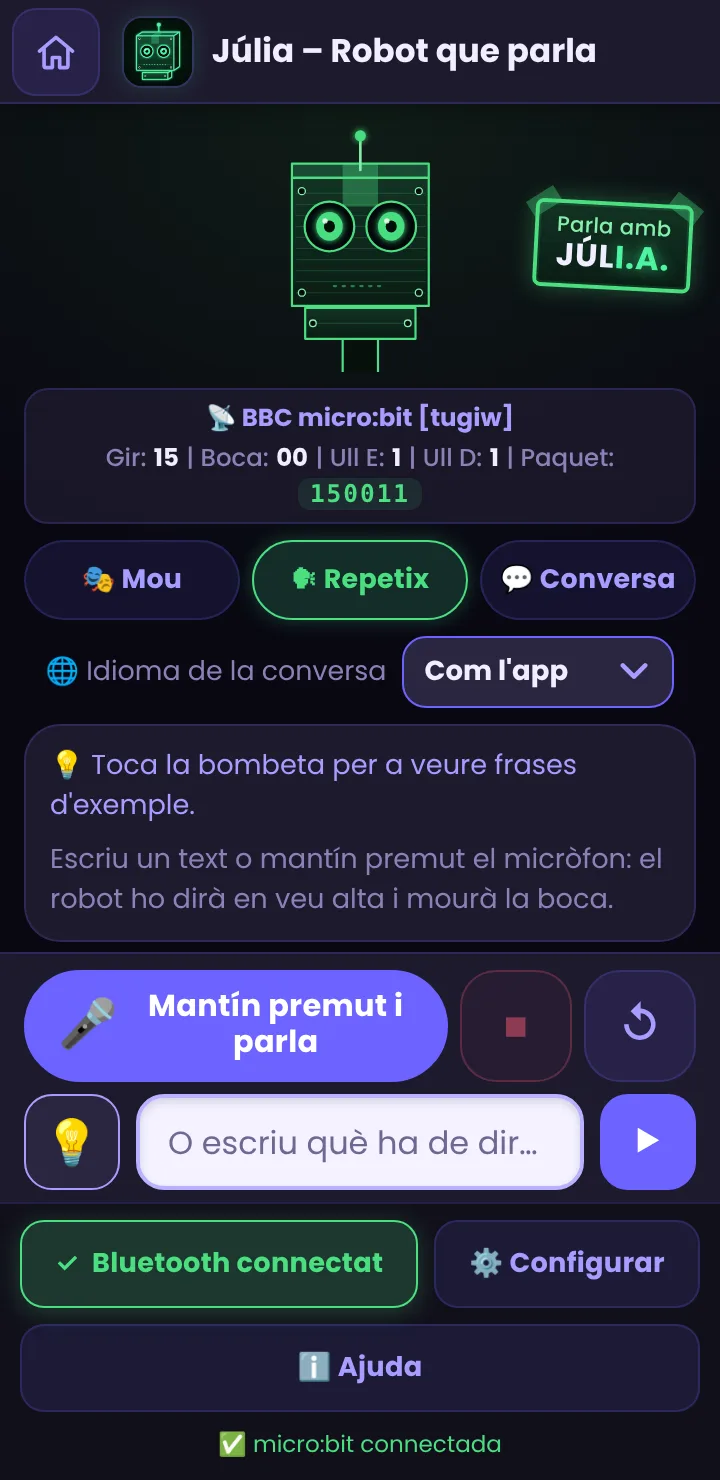 Júlia – Robot que parla
Parla amb
JÚLI.A.
📡 BBC micro:bit [tugiw]
Gir: 15 | Boca: 00 | Ull E: 1 | Ull D: 1 | Paquet:
150011
🎭 Mou
🗣 Repetix
💬 Conversa
🌐 Idioma de la conversa
Com l'app
💡 Toca la bombeta per a veure frases
d'exemple.
Escriu un text o mantín premut el micròfon: el
robot ho dirà en veu alta i mourà la boca.
🎤 Mantín premut i
parla
O escriu què ha de dir...
✓ Bluetooth connectat
⚙️ Configurar
ℹ️ Ajuda
✅ micro:bit connectada